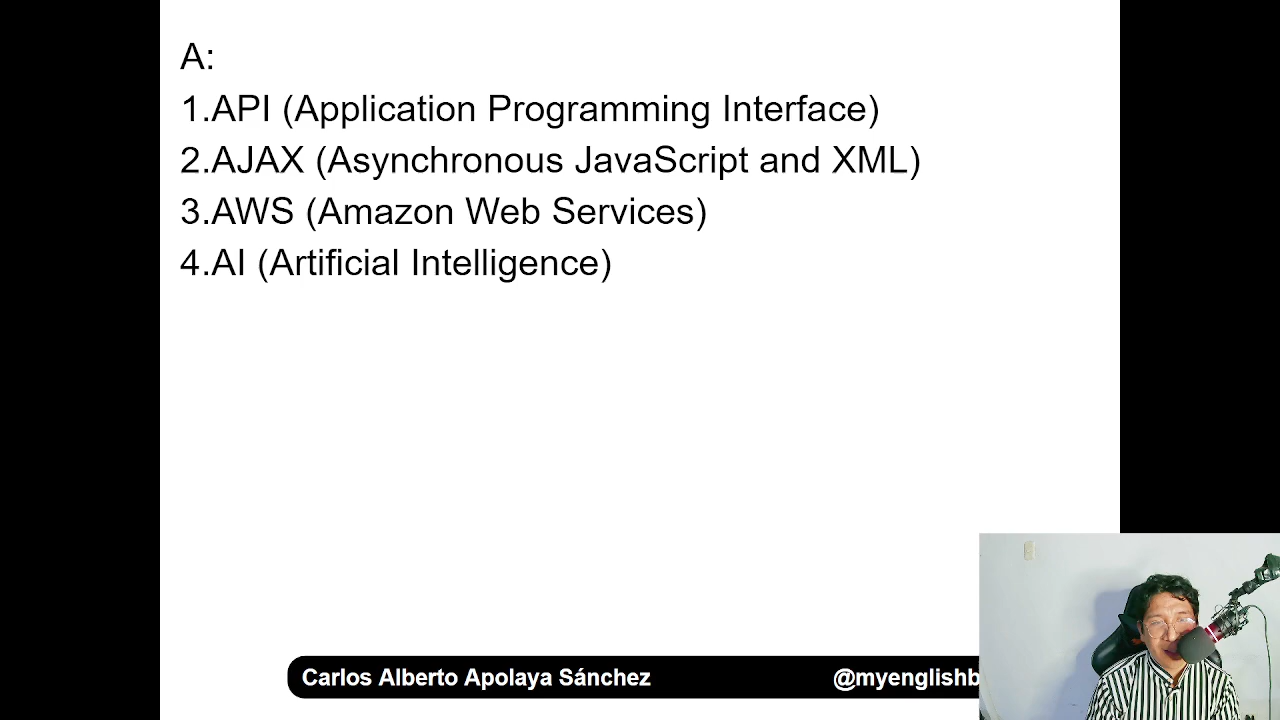 A:
1.API (Application Programming Interface)
2.AJAX (Asynchronous JavaScript and XML)
3.AWS (Amazon Web Services)
4.AI (Artificial Intelligence)
Carlos Alberto Apolaya Sánchez @myenglishb